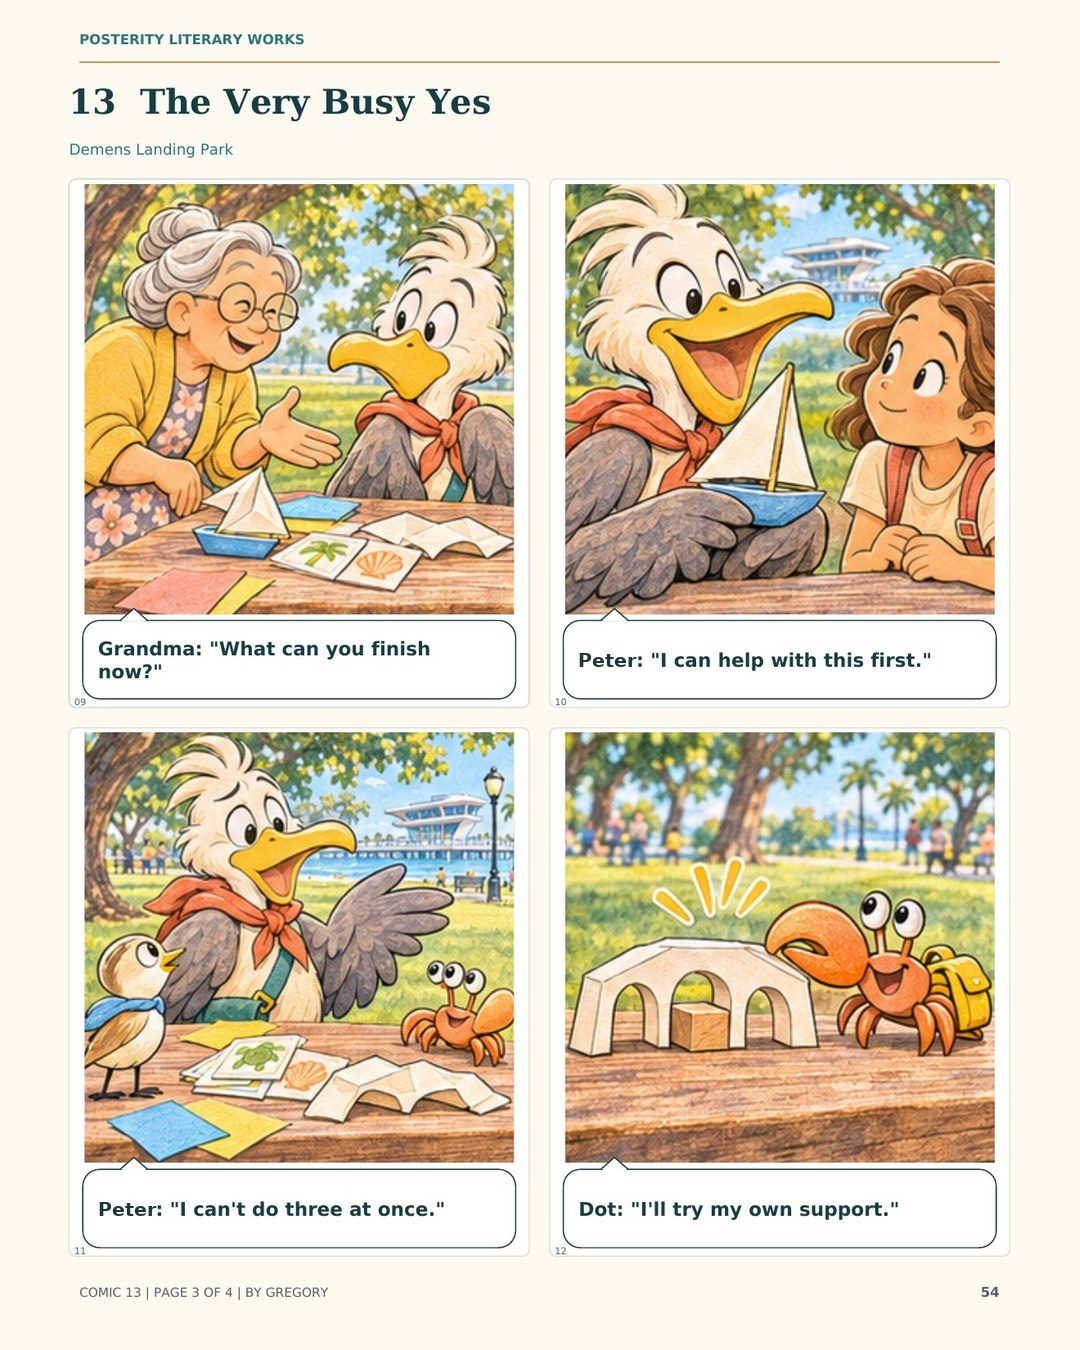 POSTERITY LITERARY WORKS
13 The Very Busy Yes
Demens Landing Park
Grandma: "What can you finish
now?"
09
Peter: "I can help with this first."
10
Peter: "I can't do three at once."
11
Dot: "I'll try my own support."
12
COMIC 13 | PAGE 3 OF 4 | BY GREGORY
54